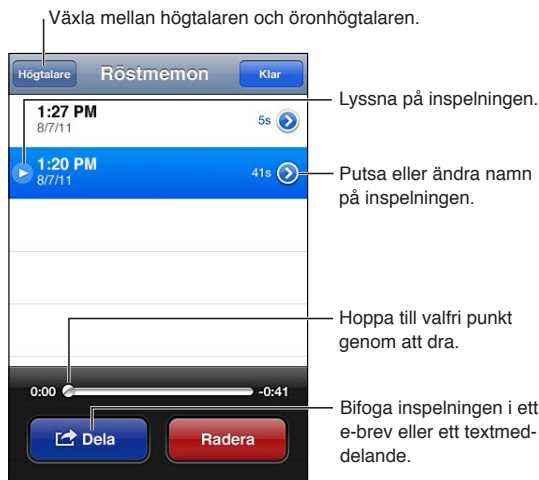 Växla mellan högtalaren och öronhögtalaren.
Högtalare Röstmemon Klar
1:27 PM
8/7/11
5s
Lyssna på inspelningen.
1:20 PM
8/7/11
41s
Putsa eller ändra namn
på inspelningen.
Hoppa till valfri punkt
genom att dra.
0:00 -0:41
Dela Radera
Bifoga inspelningen i ett
e-brev eller ett textmed-
delande.